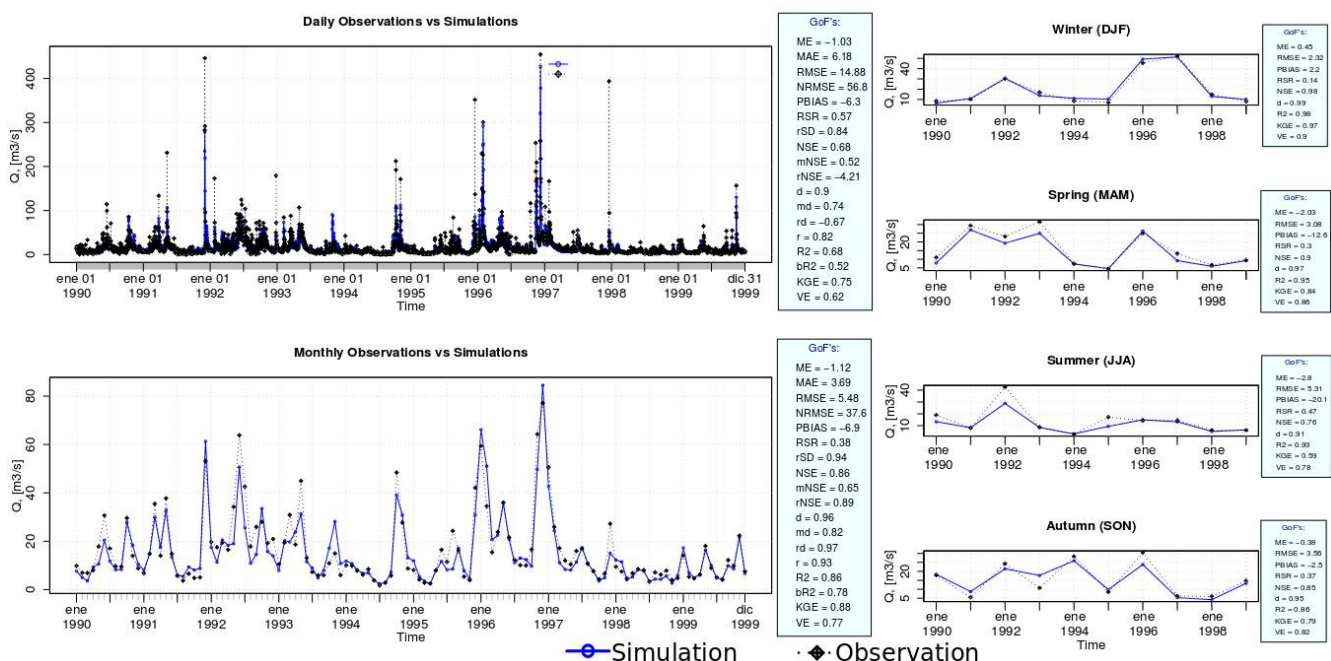 Daily Observations vs Simulations
Q, [m3/s]
400
300
200
100
0
ene 01 ene 01 ene 01 ene 01 ene 01 ene 01 ene 01 ene 01 ene 01 ene 01 dic 31
1990 1991 1992 1993 1994 1995 1996 1997 1998 1999 1999
Time
GoF's:
ME = −1.03
MAE = 6.18
RMSE = 14.88
NRMSE = 56.8
PBIAS = −6.3
RSR = 0.57
rSD = 0.84
NSE = 0.68
mNSE = 0.52
rNSE = −4.21
d = 0.9
md = 0.74
rd = −0.67
r = 0.82
R2 = 0.68
bR2 = 0.52
KGE = 0.75
VE = 0.62
Monthly Observations vs Simulations
Q, [m3/s]
80
60
40
20
0
ene ene ene ene ene ene ene ene ene ene dic
1990 1991 1992 1993 1994 1995 1996 1997 1998 1999 1999
Time
GoF's:
ME = −1.12
MAE = 3.69
RMSE = 5.48
NRMSE = 37.6
PBIAS = −6.9
RSR = 0.38
rSD = 0.94
NSE = 0.86
mNSE = 0.65
rNSE = 0.89
d = 0.96
md = 0.82
rd = 0.97
r = 0.93
R2 = 0.86
bR2 = 0.78
KGE = 0.88
VE = 0.77
Winter (DJF)
Q, [m3/s]
40
10
ene ene ene ene ene
1990 1992 1994 1996 1998
GoF's:
ME = 0.45
RMSE = 2.32
PBIAS = 2.2
RSR = 0.14
NSE = 0.98
d = 0.99
R2 = 0.98
KGE = 0.97
VE = 0.9
Spring (MAM)
Q, [m3/s]
20
5
ene ene ene ene ene
1990 1992 1994 1996 1998
GoF's:
ME = −2.03
RMSE = 3.08
PBIAS = −12.6
RSR = 0.3
NSE = 0.9
d = 0.97
R2 = 0.95
KGE = 0.84
VE = 0.86
Summer (JJA)
Q, [m3/s]
40
10
ene ene ene ene ene
1990 1992 1994 1996 1998
GoF's:
ME = −2.8
RMSE = 5.31
PBIAS = −20.1
RSR = 0.47
NSE = 0.76
d = 0.91
R2 = 0.93
KGE = 0.59
VE = 0.78
Autumn (SON)
Q, [m3/s]
20
5
ene ene ene ene ene
1990 1992 1994 1996 1998
Time
GoF's:
ME = −0.38
RMSE = 3.56
PBIAS = −2.5
RSR = 0.37
NSE = 0.85
d = 0.95
R2 = 0.86
KGE = 0.79
VE = 0.82
Simulation Observation